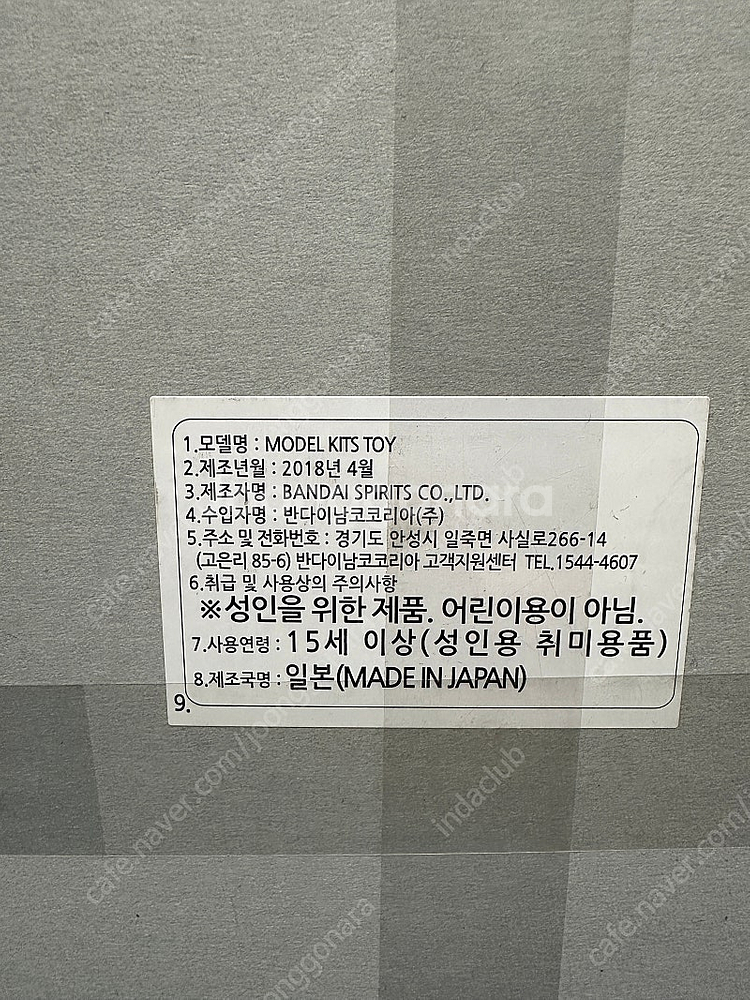 1.모델명 : MODEL KITS TOY
2.제조년월 : 2018년 4월
3.제조자명 : BANDAI SPIRITS CO.,LTD.
4.수입자명 : 반다이남코코리아(주)
5.주소 및 전화번호 : 경기도 안성시 일죽면 사실로266-14
(고은리 85-6) 반다이남코코리아 고객지원센터 TEL.1544-4607
6.취급 및 사용상의 주의사항
※성인을 위한 제품. 어린이용이 아님.
7.사용연령 : 15세 이상(성인용 취미용품)
8.제조국명 : 일본(MADE IN JAPAN)
9.
cafe.naver.com/joonggonara
indaclub